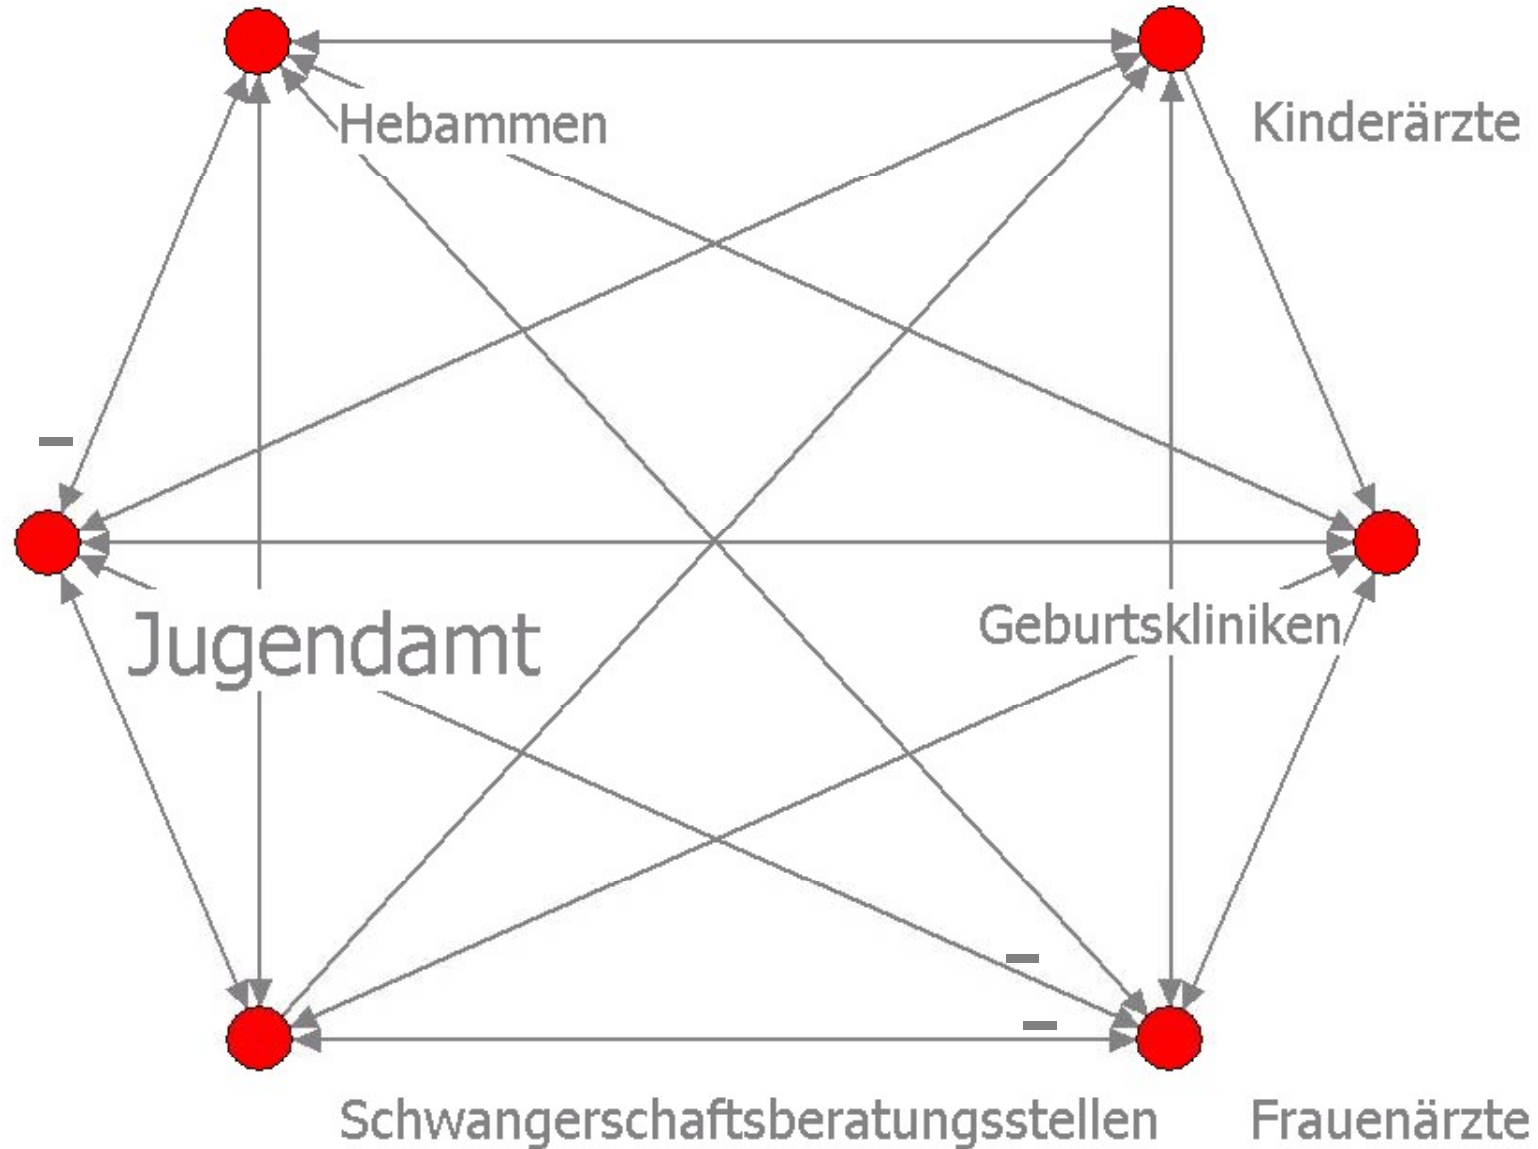 Hebammen
Kinderärzte
–
Jugendamt
Geburtskliniken
–
–
Schwangerschaftsberatungsstellen
Frauenärzte